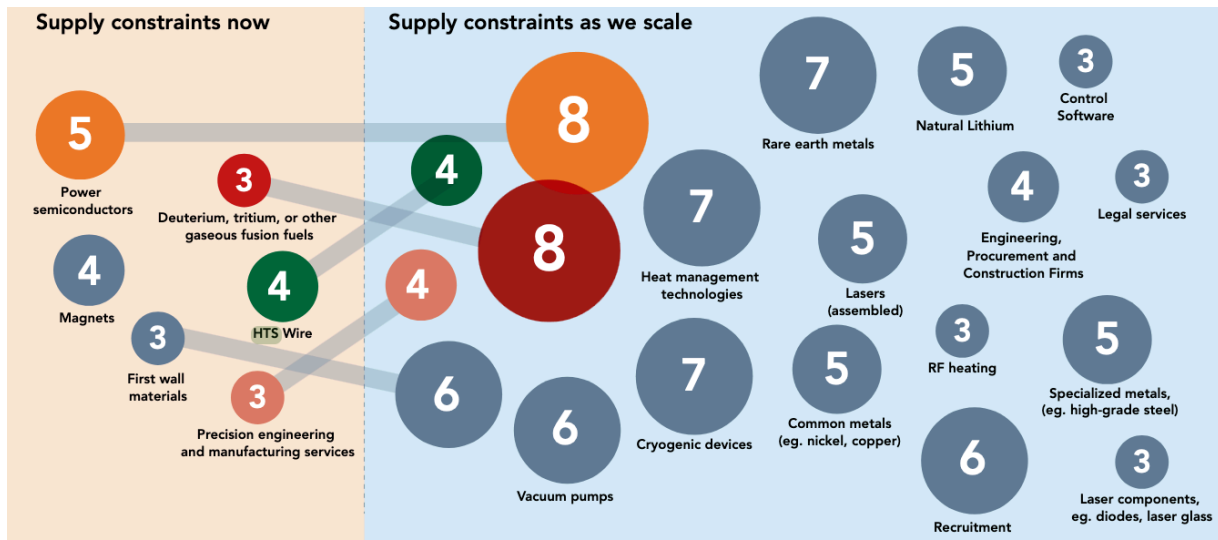 Supply constraints now
5
Power
semiconductors
3
Deuterium, tritium, or other
gaseous fusion fuels
4
Magnets
4
HTS Wire
3
First wall
materials
3
Precision engineering
and manufacturing services
Supply constraints as we scale
8
4
8
4
6
6
Vacuum pumps
7
Rare earth metals
7
Heat management
technologies
7
Cryogenic devices
5
Natural Lithium
5
Lasers
(assembled)
5
Common metals
(eg. nickel, copper)
3
Control
Software
4
Engineering,
Procurement and
Construction Firms
3
Legal services
3
RF heating
5
Specialized metals,
(eg. high-grade steel)
6
Recruitment
3
Laser components,
eg. diodes, laser glass